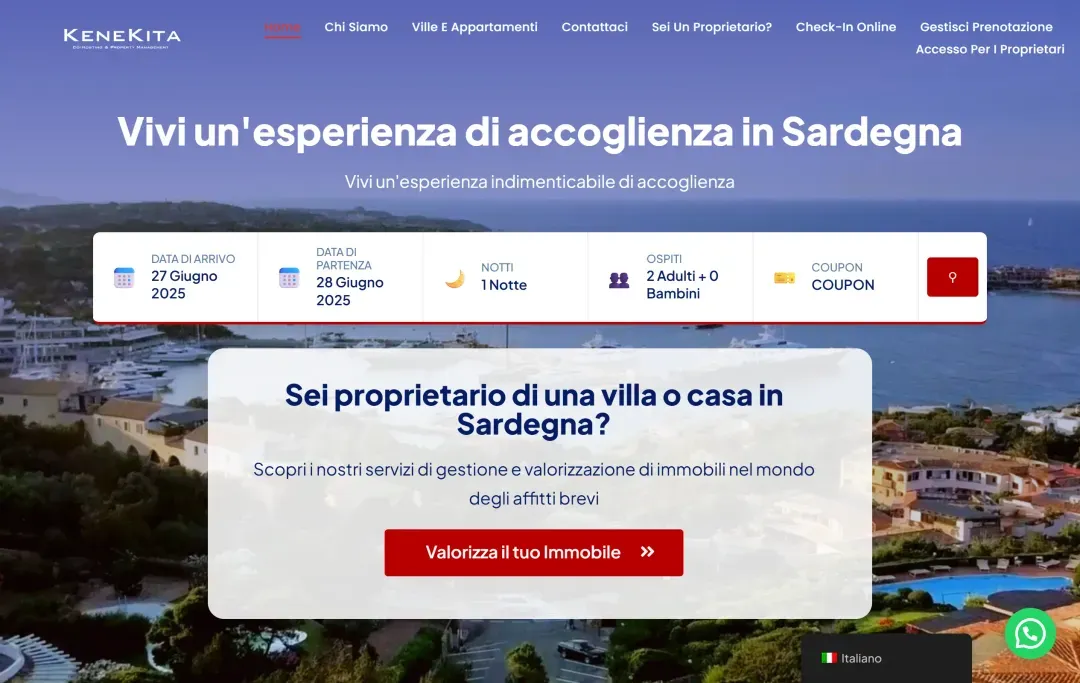 KENEKITA
CO-HOSTING & PROPERTY MANAGEMENT
Home
Chi Siamo
Ville E Appartamenti
Contattaci
Sei Un Proprietario?
Check-In Online
Gestisci Prenotazione
Accesso Per I Proprietari
Vivi un'esperienza di accoglienza in Sardegna
Vivi un'esperienza indimenticabile di accoglienza
DATA DI ARRIVO
27 Giugno
2025
DATA DI
PARTENZA
28 Giugno
2025
NOTTI
1 Notte
OSPITI
2 Adulti + 0
Bambini
COUPON
COUPON
Sei proprietario di una villa o casa in
Sardegna?
Scopri i nostri servizi di gestione e valorizzazione di immobili nel mondo
degli affitti brevi
Valorizza il tuo Immobile
Italiano